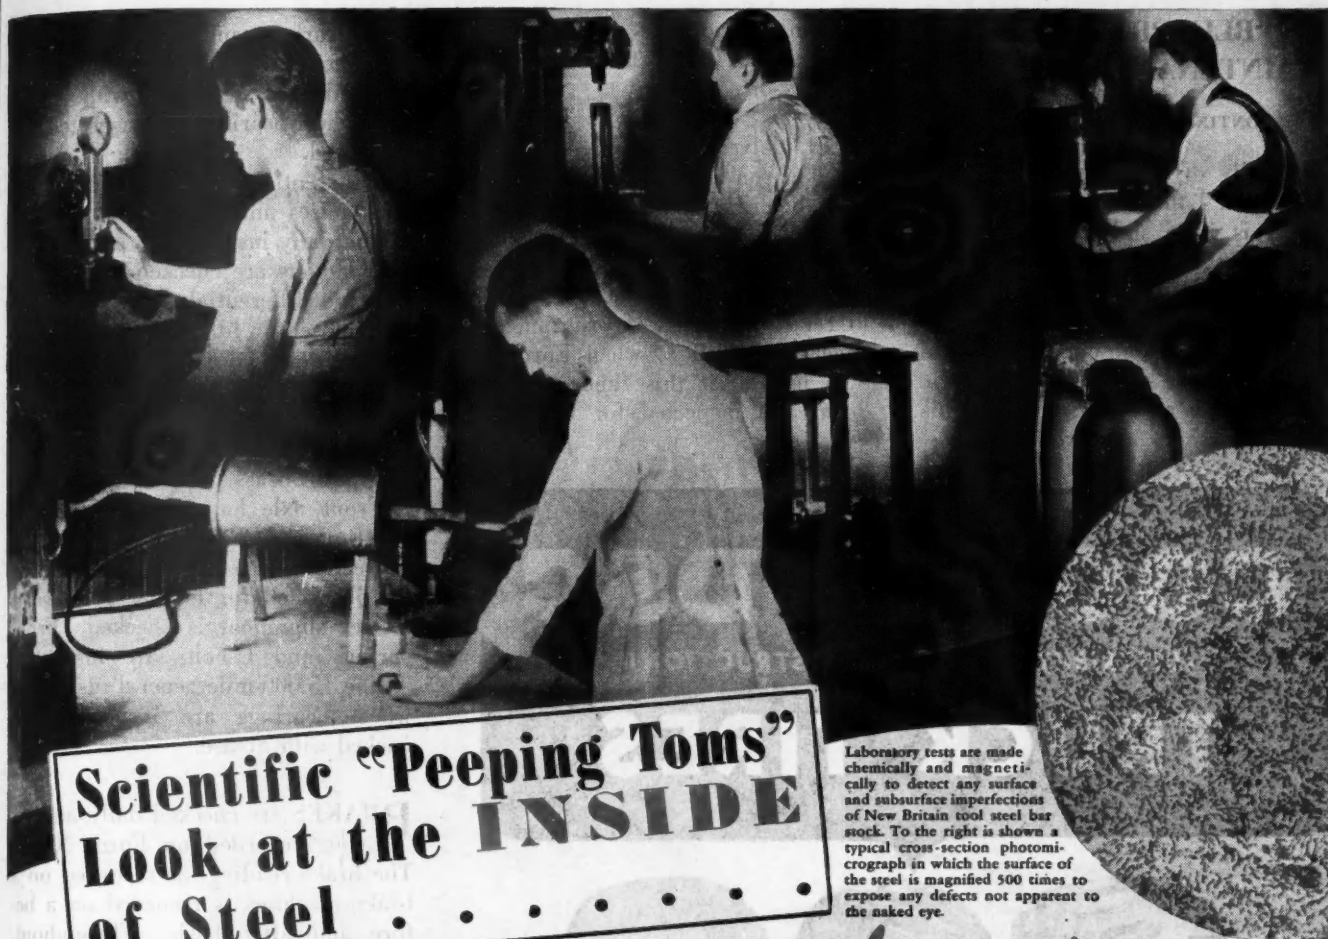 Scientific “Peeping Toms”
Look at the INSIDE
of Steel . . . . . . .
Laboratory tests are made
chemically and magneti-
cally to detect any surface
and subsurface imperfections
of New Britain tool steel bar
stock. To the right is shown a
typical cross-section photomi-
crograph in which the surface of
the steel is magnified 500 times to
expose any defects not apparent to
the naked eye.